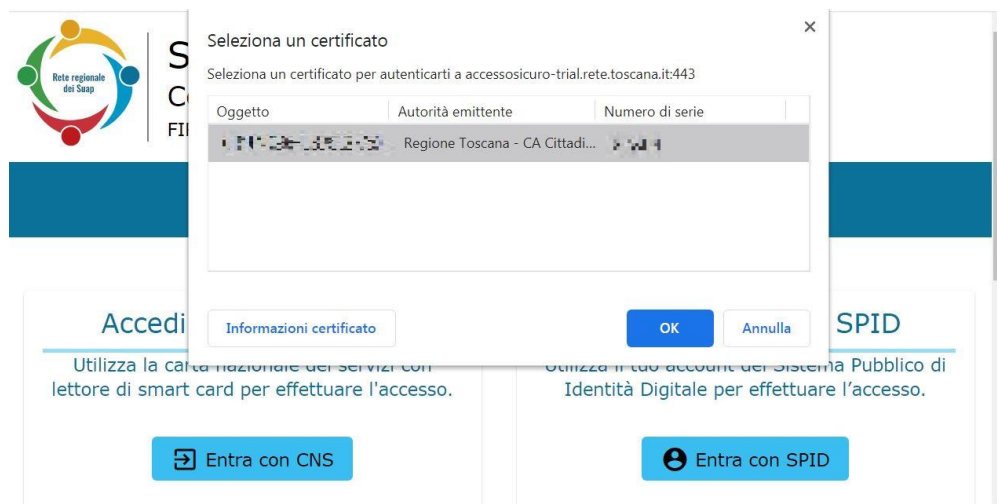 Rete regionale
dei Suap
S
C
FI
Seleziona un certificato
Seleziona un certificato per autenticarti a accessosicuro-trial.rete.toscana.it:443
Oggetto Autorità emittente Numero di serie
Regione Toscana - CA Cittadi...
Informazioni certificato OK Annulla
Accedi SPID
Utilizza la carta nazionale dei servizi con
lettore di smart card per effettuare l'accesso.
Entra con CNS
Utilizza il tuo account del Sistema Pubblico di
Identità Digitale per effettuare l’accesso.
Entra con SPID